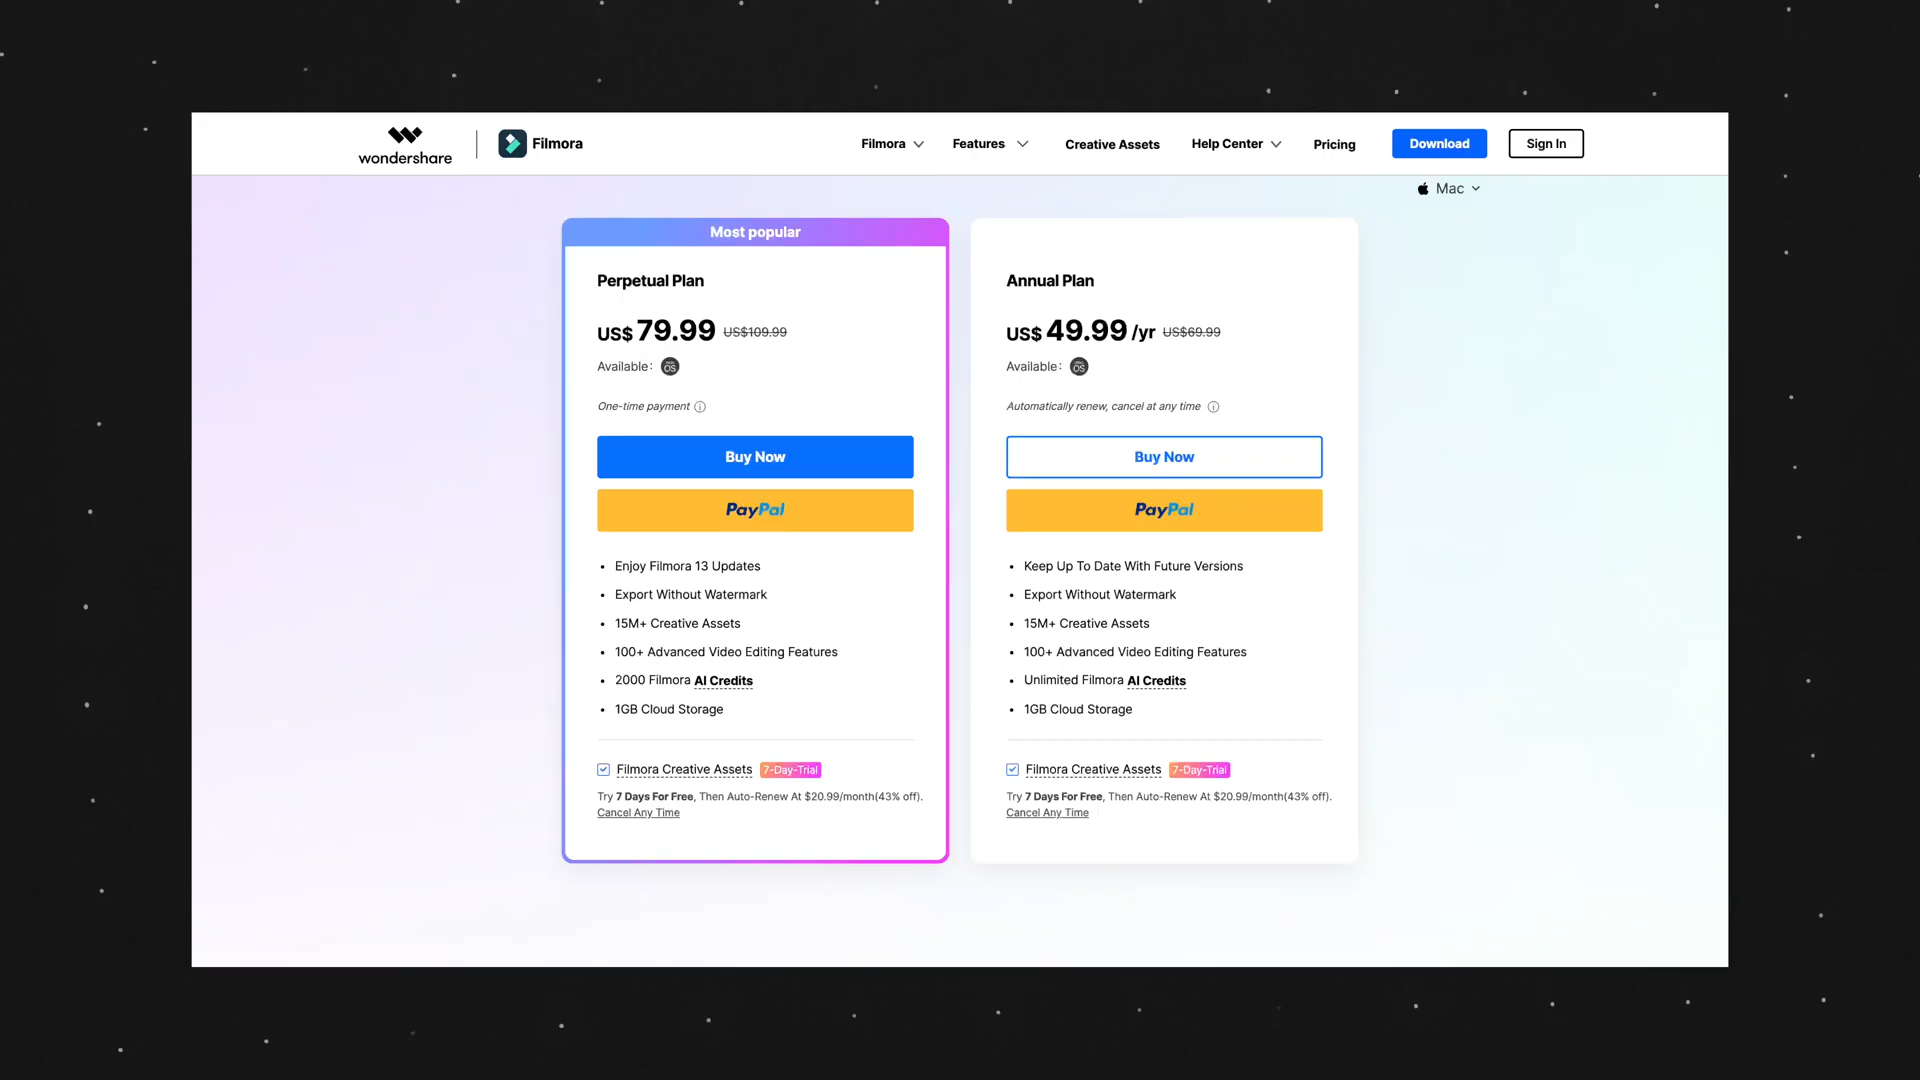 wondershare
Filmora
Filmora
Features
Creative Assets
Help Center
Pricing
Download
Sign In
Mac
Most popular
Perpetual Plan
US$ 79.99 US$109.99
Available:
One-time payment
Buy Now
PayPal
• Enjoy Filmora 13 Updates
• Export Without Watermark
• 15M+ Creative Assets
• 100+ Advanced Video Editing Features
• 2000 Filmora AI Credits
• 1GB Cloud Storage
Filmora Creative Assets 7-Day-Trial
Try 7 Days For Free, Then Auto-Renew At $20.99/month(43% off).
Cancel Any Time
Annual Plan
US$ 49.99 /yr US$69.99
Available:
Automatically renew, cancel at any time
Buy Now
PayPal
• Keep Up To Date With Future Versions
• Export Without Watermark
• 15M+ Creative Assets
• 100+ Advanced Video Editing Features
• Unlimited Filmora AI Credits
• 1GB Cloud Storage
Filmora Creative Assets 7-Day-Trial
Try 7 Days For Free, Then Auto-Renew At $20.99/month(43% off).
Cancel Any Time